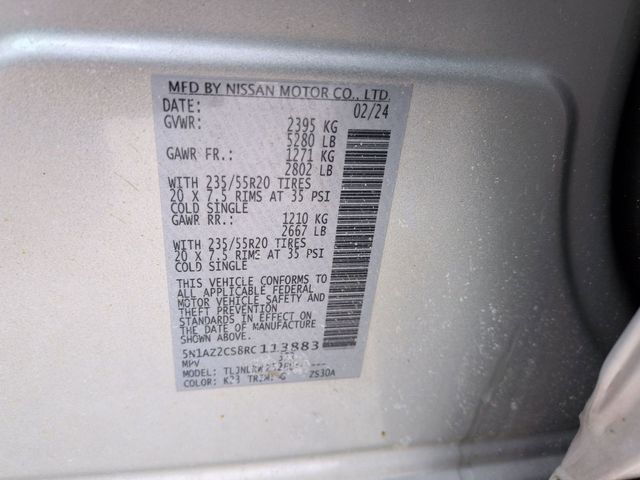 MFD BY NISSAN MOTOR CO., LTD.
DATE: 02/24
GVWR: 2395 KG
5280 LB
GAWR FR.: 1271 KG
2802 LB
WITH 235/55R20 TIRES
20 X 7.5 RIMS AT 35 PSI
COLD SINGLE
GAWR RR.: 1210 KG
2667 LB
WITH 235/55R20 TIRES
20 X 7.5 RIMS AT 35 PSI
COLD SINGLE
THIS VEHICLE CONFORMS TO
ALL APPLICABLE FEDERAL
MOTOR VEHICLE SAFETY AND
THEFT PREVENTION
STANDARDS IN EFFECT ON
THE DATE OF MANUFACTURE
SHOWN ABOVE.
5N1AZ2CS8RC113883
MPV
MODEL:
COLOR: K23 TRIM: G ZS30A